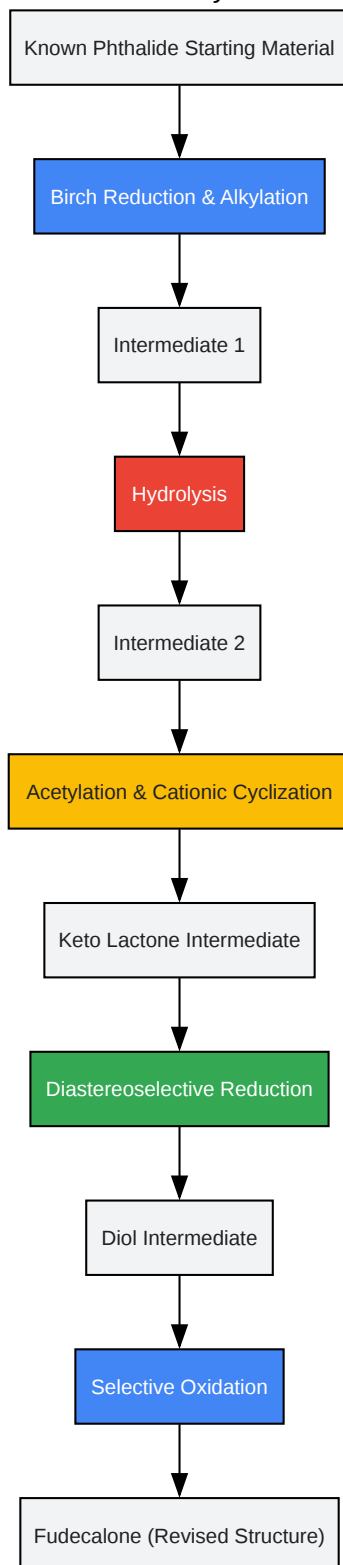 Known Phthalide Starting Material
Birch Reduction & Alkylation
Intermediate 1
Hydrolysis
Intermediate 2
Acetylation & Cationic Cyclization
Keto Lactone Intermediate
Diastereoselective Reduction
Diol Intermediate
Selective Oxidation
Fudecalone (Revised Structure)